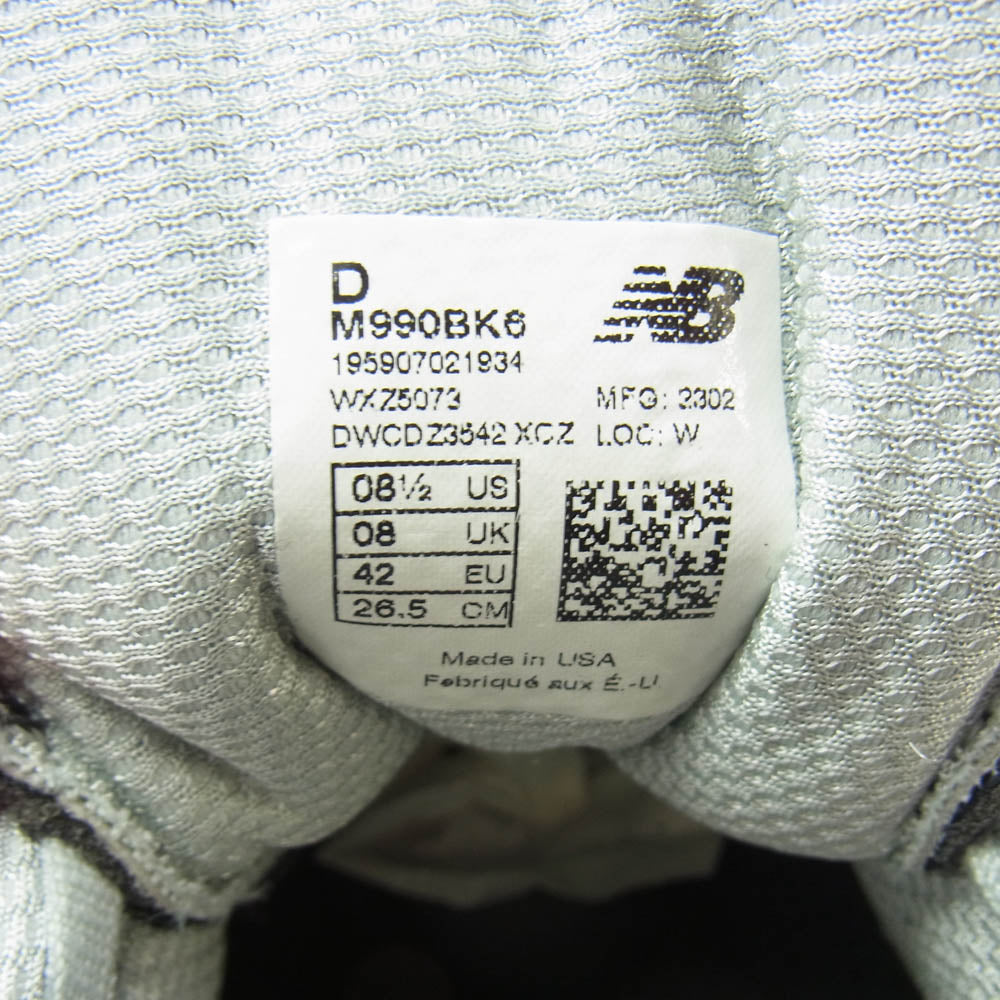 D
M990BK6
NB
195907021934
WXZ5073
MFG: 2302
DWCDZ3542 XCZ LOC: W
08½ US
08 UK
42 EU
26.5 CM
Made in USA
Fabriqué aux É.-U